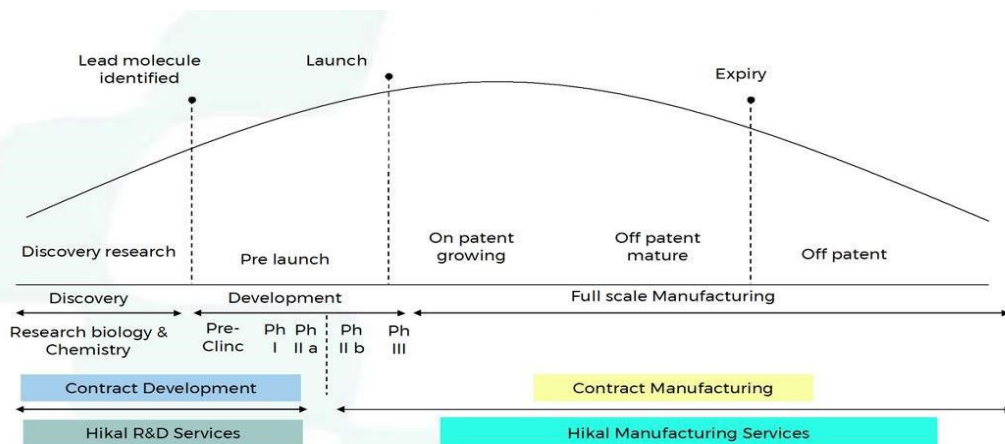 Lead molecule
identified
Launch
Expiry
Discovery research
Pre launch
On patent
growing
Off patent
mature
Off patent
Discovery
Development
Full scale Manufacturing
Research biology &
Chemistry
Pre-
Clinc
Ph
I
Ph
II a
Ph
II b
Ph
III
Contract Development
Contract Manufacturing
Hikal R&D Services
Hikal Manufacturing Services